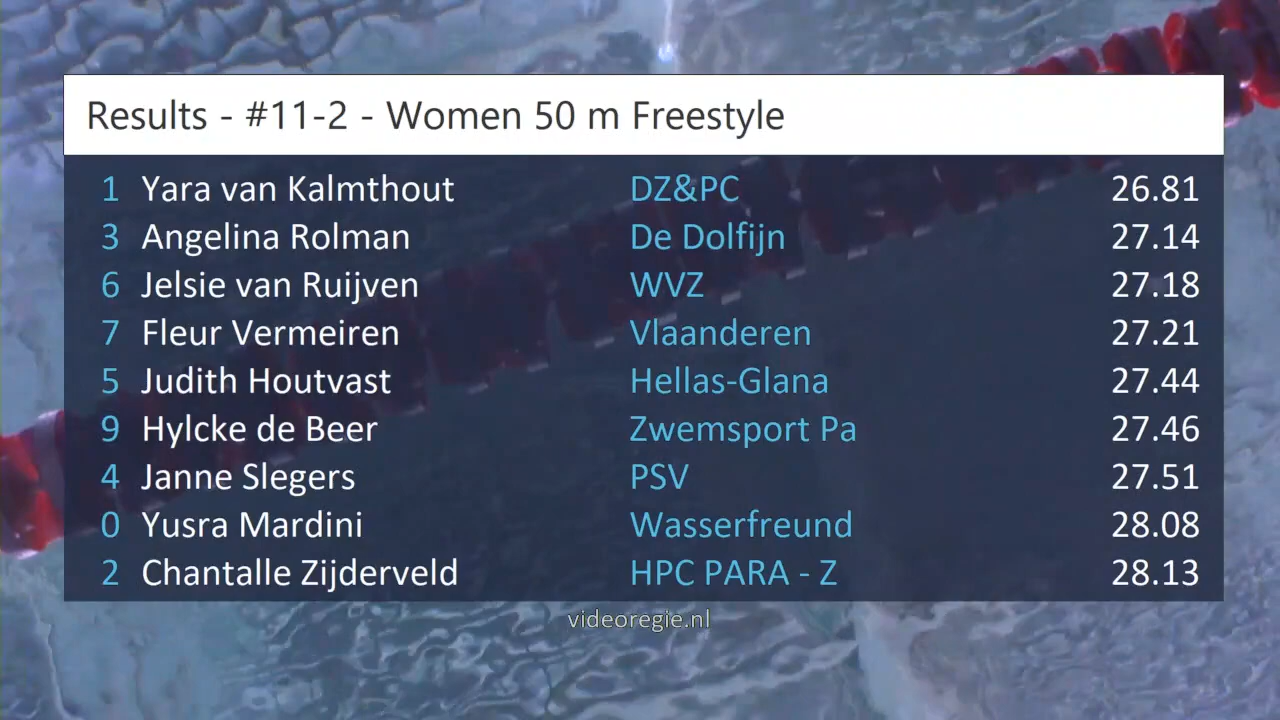 Results - #11-2 - Women 50 m Freestyle
1 Yara van Kalmthout DZ&PC 26.81
3 Angelina Rolman De Dolfijn 27.14
6 Jelsie van Ruijven WVZ 27.18
7 Fleur Vermeiren Vlaanderen 27.21
5 Judith Houtvast Hellas-Glana 27.44
9 Hylcke de Beer Zwemsport Pa 27.46
4 Janne Slegers PSV 27.51
0 Yusra Mardini Wasserfreund 28.08
2 Chantalle Zijderveld HPC PARA - Z 28.13
videoregie.nl